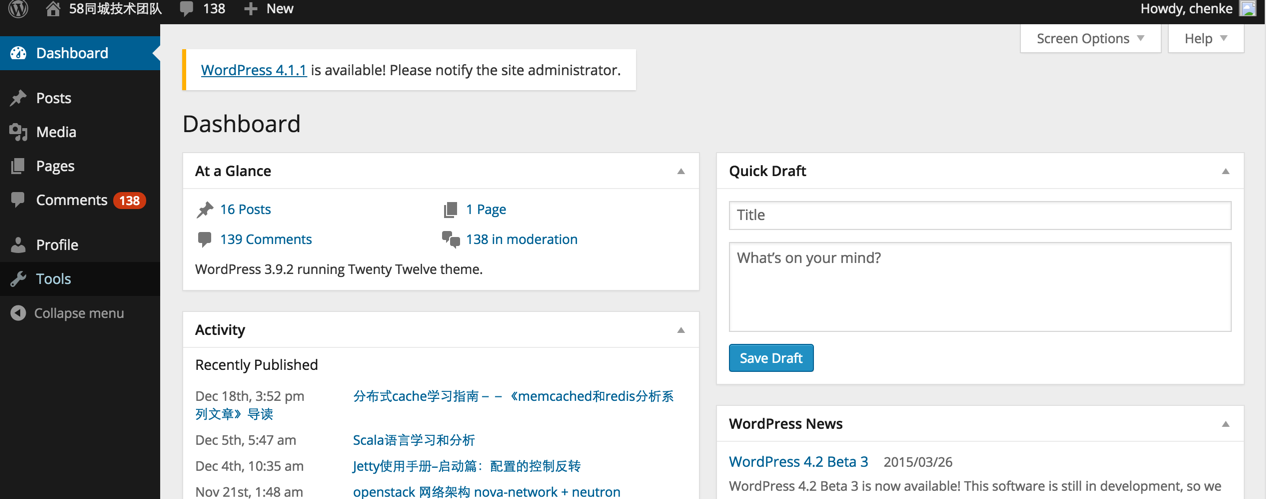 58同城技术团队 138 New Howdy, chenke
Screen Options Help
Dashboard
Posts
Media
Pages
Comments 138
Profile
Tools
Collapse menu
WordPress 4.1.1 is available! Please notify the site administrator.
Dashboard
At a Glance
16 Posts 1 Page
139 Comments 138 in moderation
WordPress 3.9.2 running Twenty Twelve theme.
Activity
Recently Published
Dec 18th, 3:52 pm 分布式cache学习指南－－《memcached和redis分析系
列文章》导读
Dec 5th, 5:47 am Scala语言学习和分析
Dec 4th, 10:35 am Jetty使用手册–启动篇：配置的控制反转
Nov 21st, 1:48 am openstack 网络架构 nova-network + neutron
Quick Draft
Title
What's on your mind?
Save Draft
WordPress News
WordPress 4.2 Beta 3 2015/03/26
WordPress 4.2 Beta 3 is now available! This software is still in development, so we